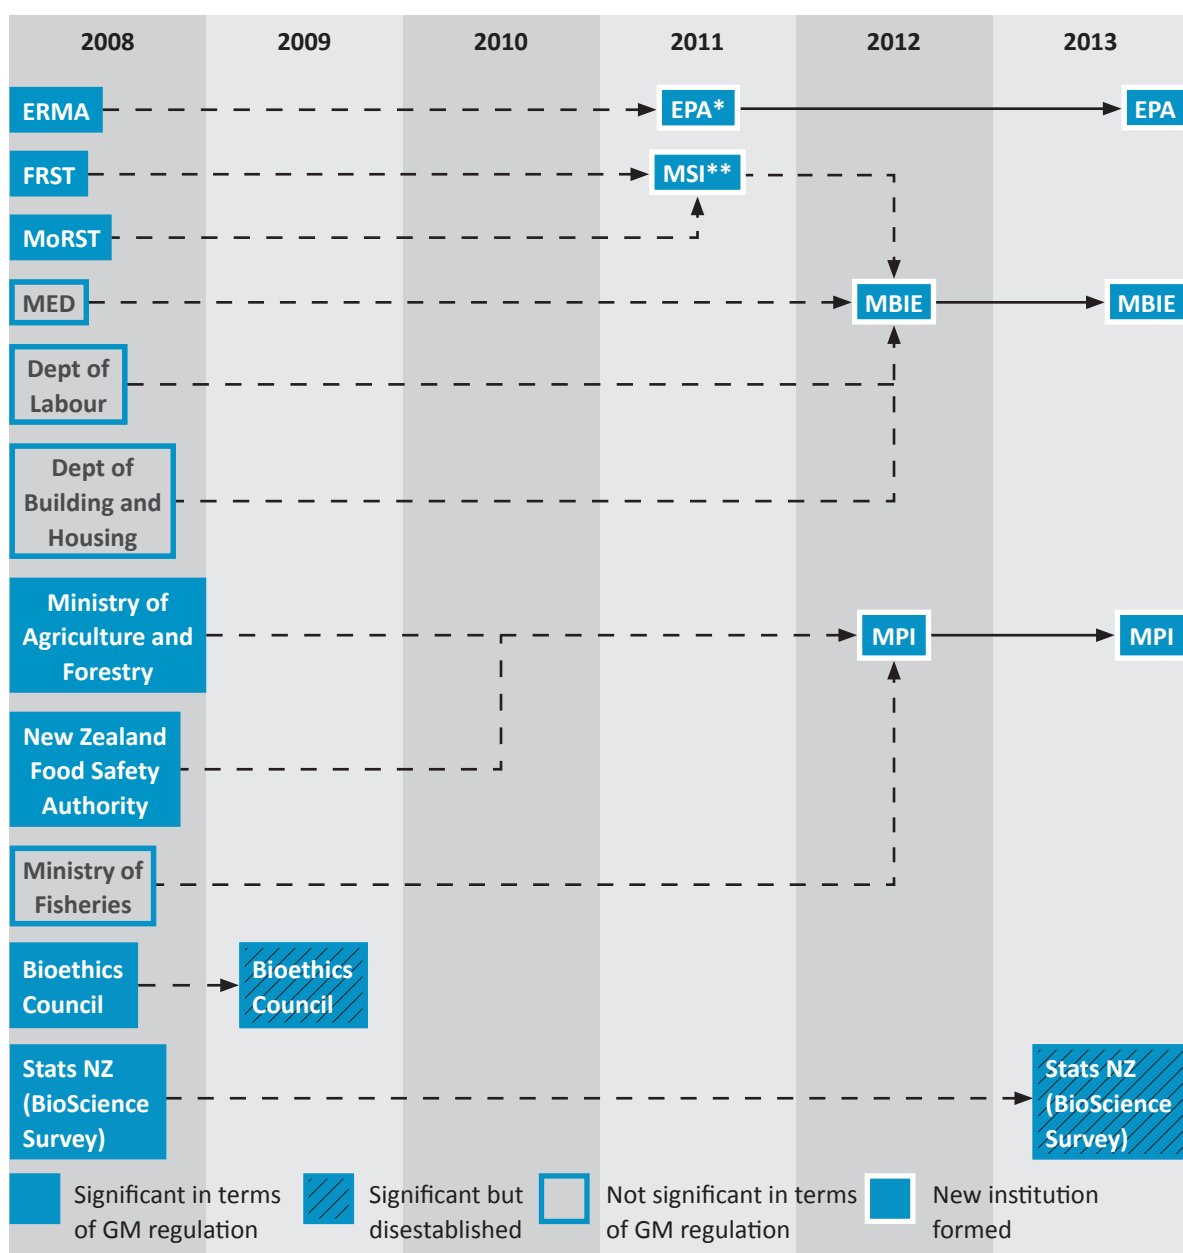 2008 2009 2010 2011 2012 2013
ERMA EPA* EPA
FRST MSI**
MoRST
MED MBIE MBIE
Dept of
Labour
Dept of
Building and
Housing
Ministry of
Agriculture and
Forestry
MPI MPI
New Zealand
Food Safety
Authority
Ministry of
Fisheries
Bioethics
Council
Bioethics
Council
Stats NZ
(BioScience
Survey)
Stats NZ
(BioScience
Survey)
Significant in terms
of GM regulation
Significant but
disestablished
Not significant in terms
of GM regulation
New institution
formed